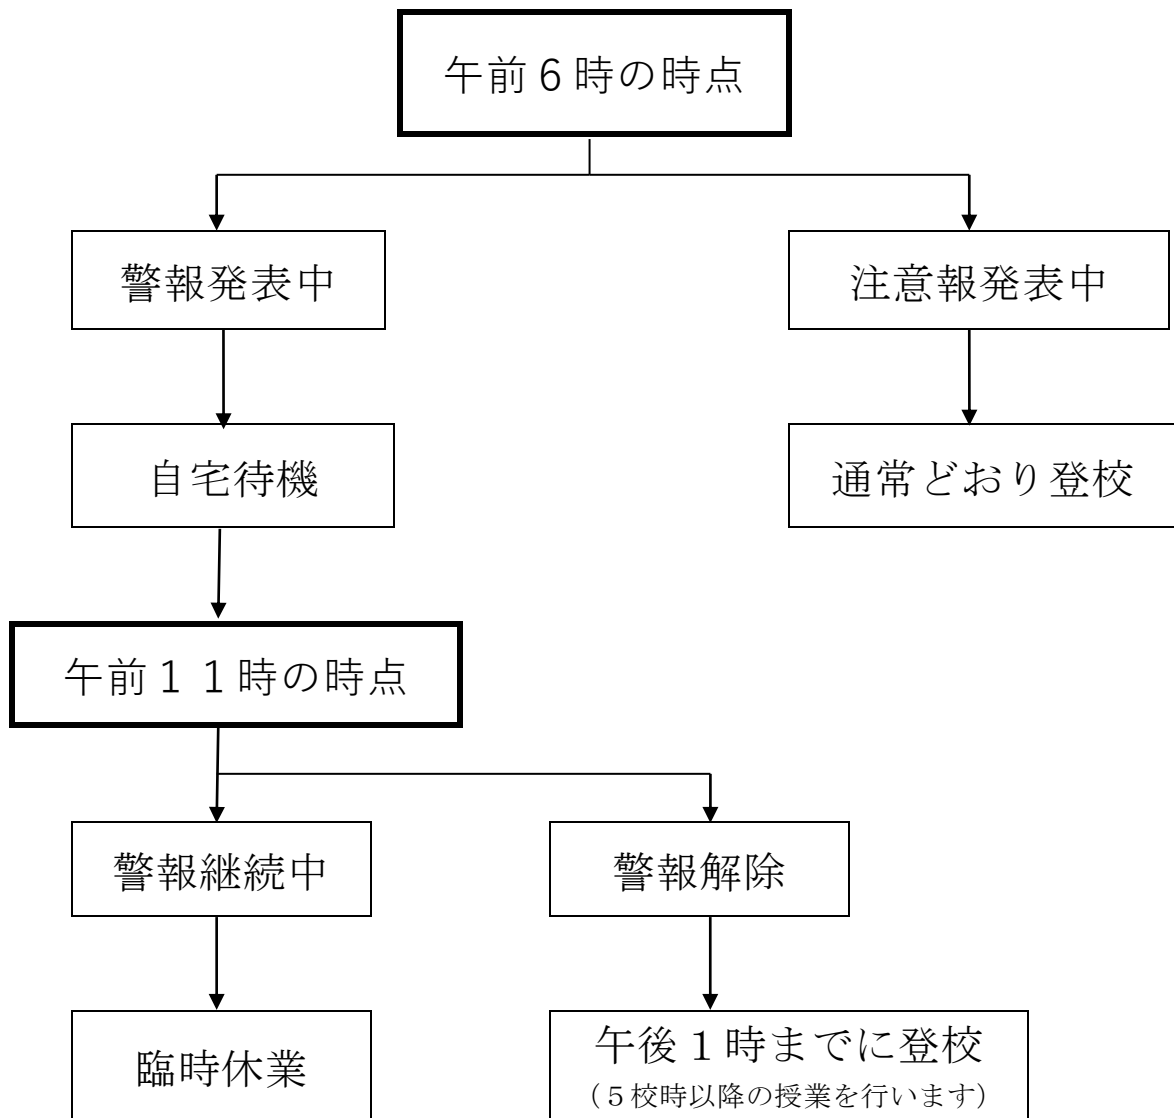 午前６時の時点
警報発表中
注意報発表中
自宅待機
通常どおり登校
午前１１時の時点
警報継続中
警報解除
臨時休業
午後１時までに登校
（５校時以降の授業を行います）